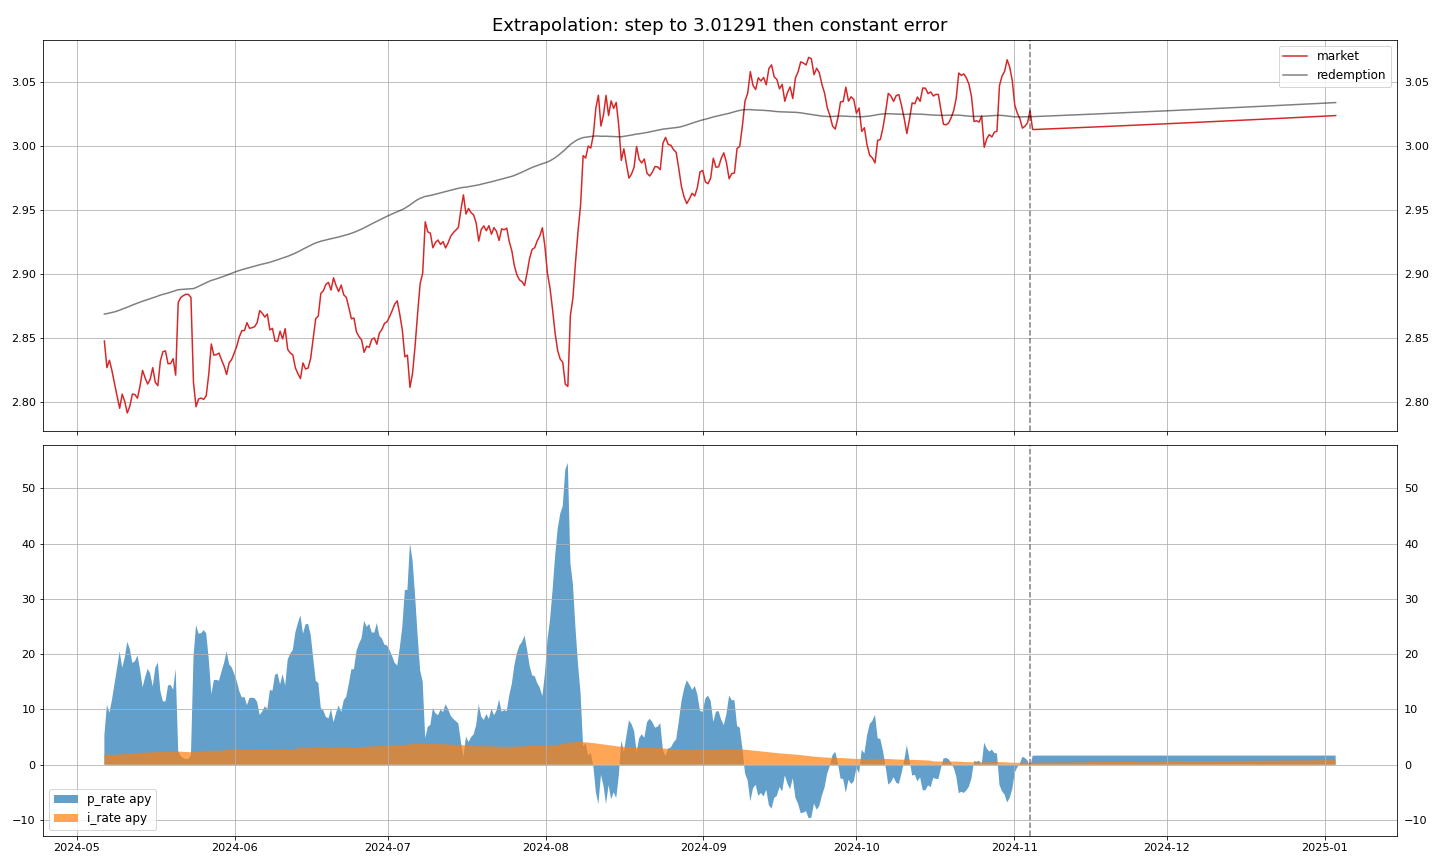 Extrapolation: step to 3.01291 then constant error
market
redemption
3.05 3.05
3.00 3.00
2.95 2.95
2.90 2.90
2.85 2.85
2.80 2.80
50 50
40 40
30 30
20 20
10 10
0 0
−10 −10
p_rate apy
i_rate apy
2024-05 2024-06 2024-07 2024-08 2024-09 2024-10 2024-11 2024-12 2025-01